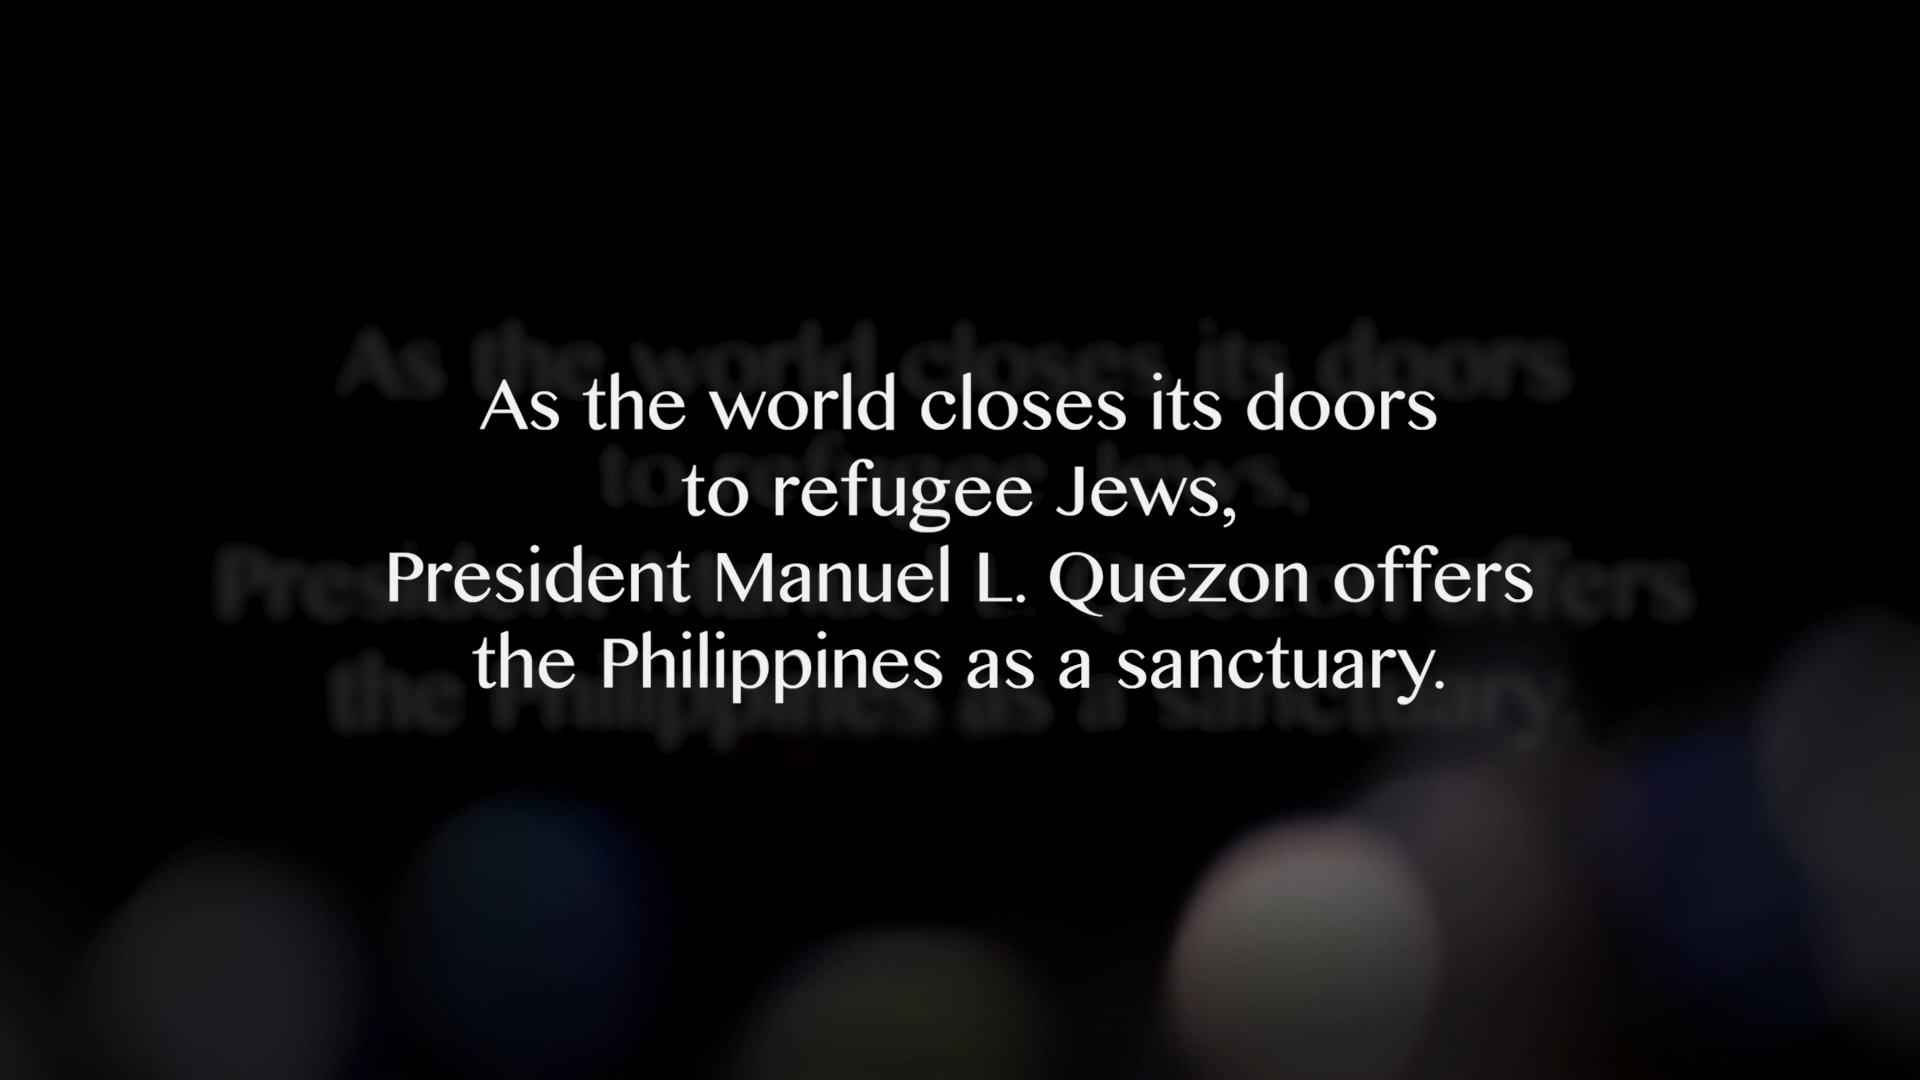 As the world closes its doors
to refugee Jews,
President Manuel L. Quezon offers
the Philippines as a sanctuary.